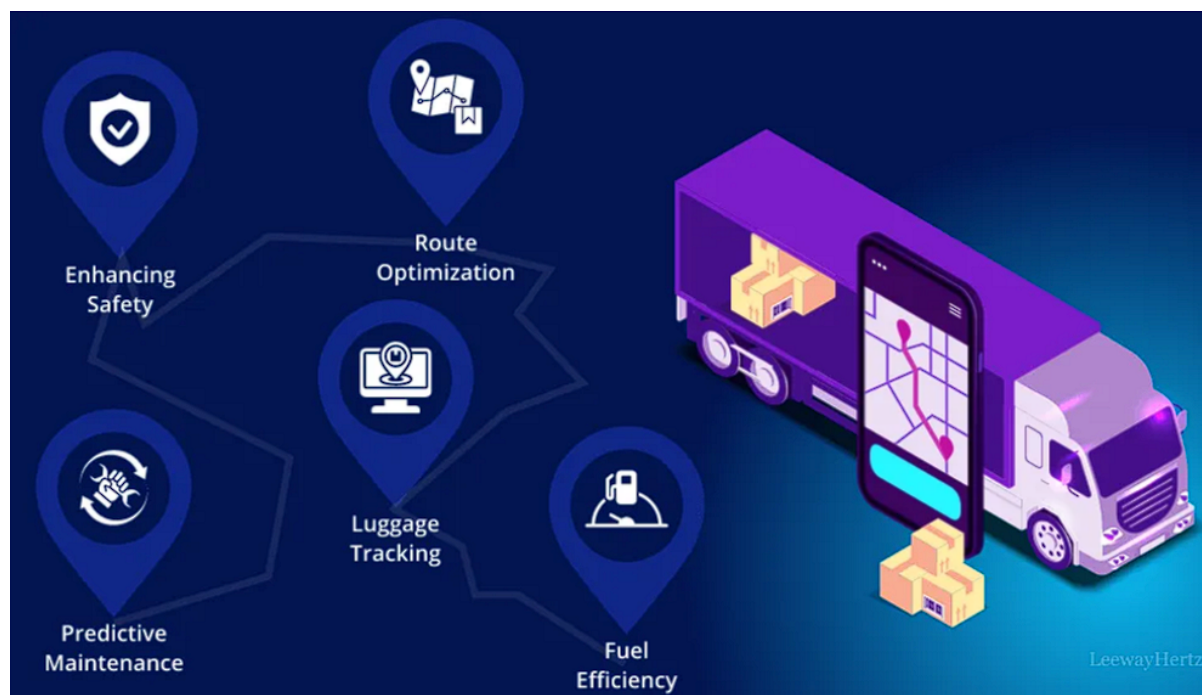 Enhancing
Safety
Route
Optimization
Luggage
Tracking
Predictive
Maintenance
Fuel
Efficiency
LeewayHertz